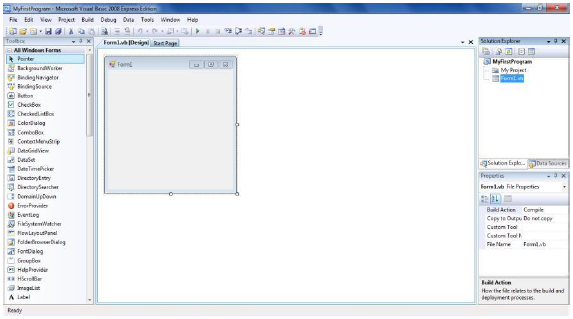 MyFirstProgram - Microsoft Visual Basic 2008 Express Edition
File Edit View Project Build Debug Data Tools Window Help
Toolbox
All Windows Forms
Pointer
BackgroundWorker
BindingNavigator
BindingSource
Button
CheckBox
CheckedListBox
ColorDialog
ComboBox
ContextMenuStrip
DataGridView
DataSet
DateTimePicker
DirectoryEntry
DirectorySearcher
DomainUpDown
ErrorProvider
EventLog
FileSystemWatcher
FlowLayoutPanel
FolderBrowserDialog
FontDialog
GroupBox
HelpProvider
HScrollBar
ImageList
A Label
Form1.vb [Design] Start Page
Form1
Solution Explorer
MyFirstProgram
My Project
Form1.vb
Solution Explo... Data Sources
Properties
Form1.vb File Properties
Build Action Compile
Copy to Outpu Do not copy
Custom Tool
Custom Tool N
File Name Form1.vb
Build Action
How the file relates to the build and
deployment processes.
Ready